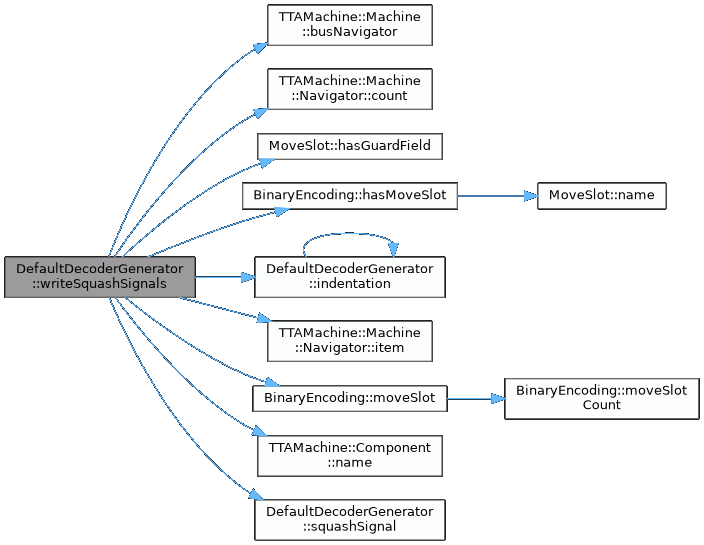 TTAMachine::Machine
::busNavigator
TTAMachine::Machine
::Navigator::count
MoveSlot::hasGuardField
BinaryEncoding::hasMoveSlot
MoveSlot::name
DefaultDecoderGenerator
::writeSquashSignals
DefaultDecoderGenerator
::indentation
TTAMachine::Machine
::Navigator::item
BinaryEncoding::moveSlot
BinaryEncoding::moveSlot
Count
TTAMachine::Component
::name
DefaultDecoderGenerator
::squashSignal